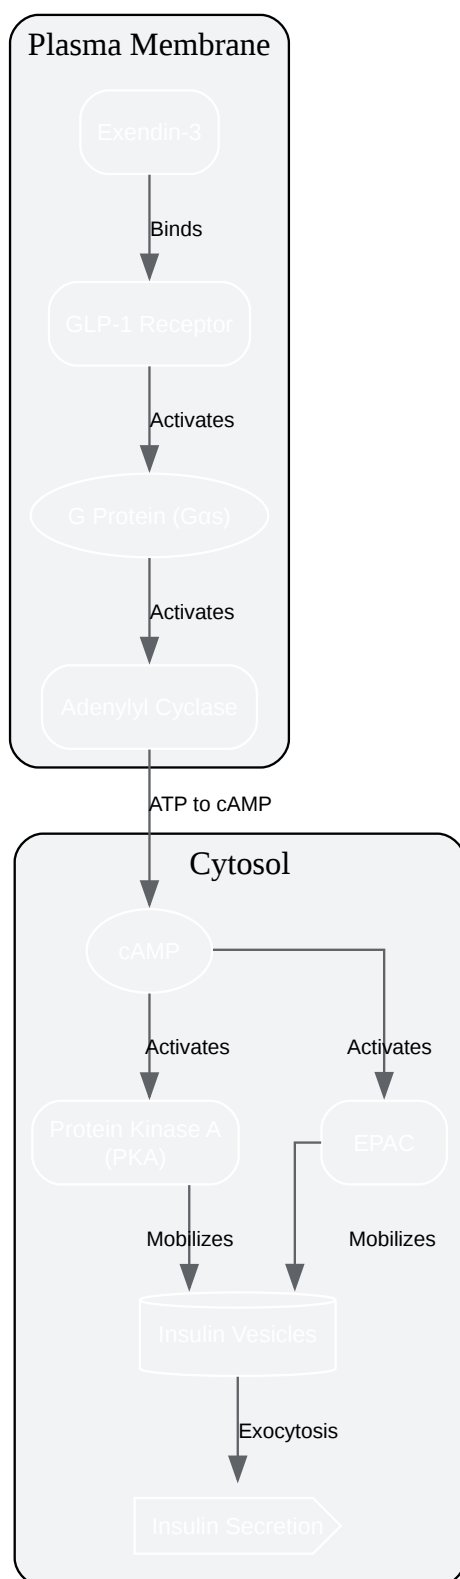 Plasma Membrane
Exendin-3
Binds
GLP-1 Receptor
Activates
G Protein (Gαs)
Activates
Adenylyl Cyclase
ATP to cAMP
Cytosol
cAMP
Activates
Activates
Protein Kinase A
(PKA)
EPAC
Mobilizes
Mobilizes
Insulin Vesicles
Exocytosis
Insulin Secretion